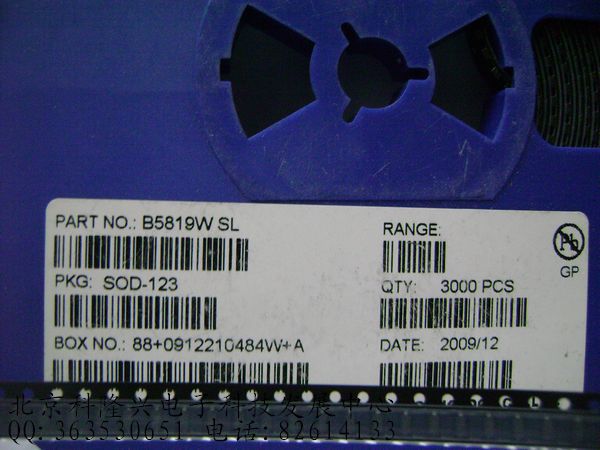 PART NO.: B5819W SL
RANGE:
Pb
GP
PKG: SOD-123
QTY: 3000 PCS
BOX NO.: 88+0912210484W+A
DATE: 2009/12
北京科隆兴电子科技发展中心
QQ: 363530651 电话: 82614133